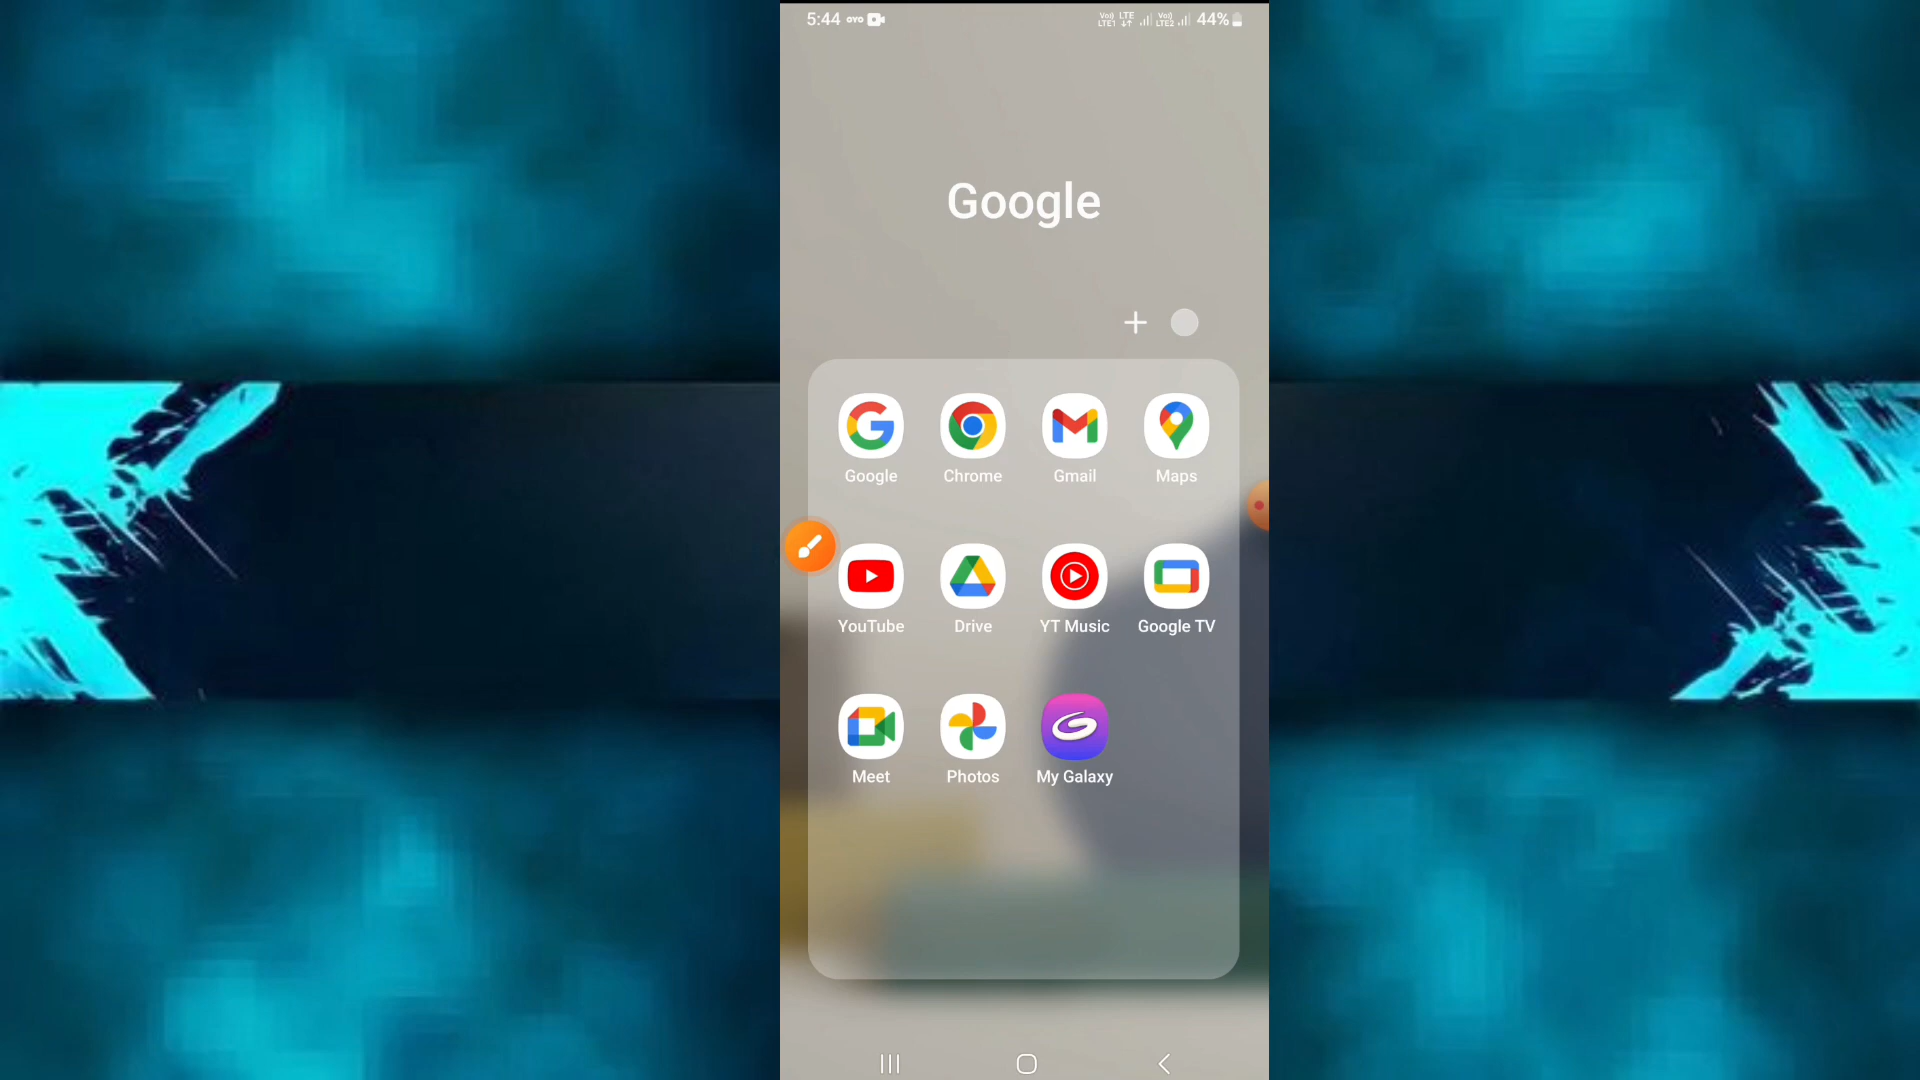 5:44 44%
Google
Google Chrome Gmail Maps
YouTube Drive YT Music Google TV
Meet Photos My Galaxy